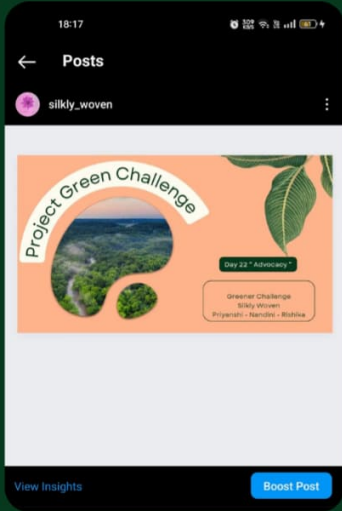 18:17
Posts
silkly_woven
Project Green Challenge
Day 22 " Advocacy "
Greener Challenge
Silkly Woven
Priyanshi - Nandini - Rishika
View Insights
Boost Post